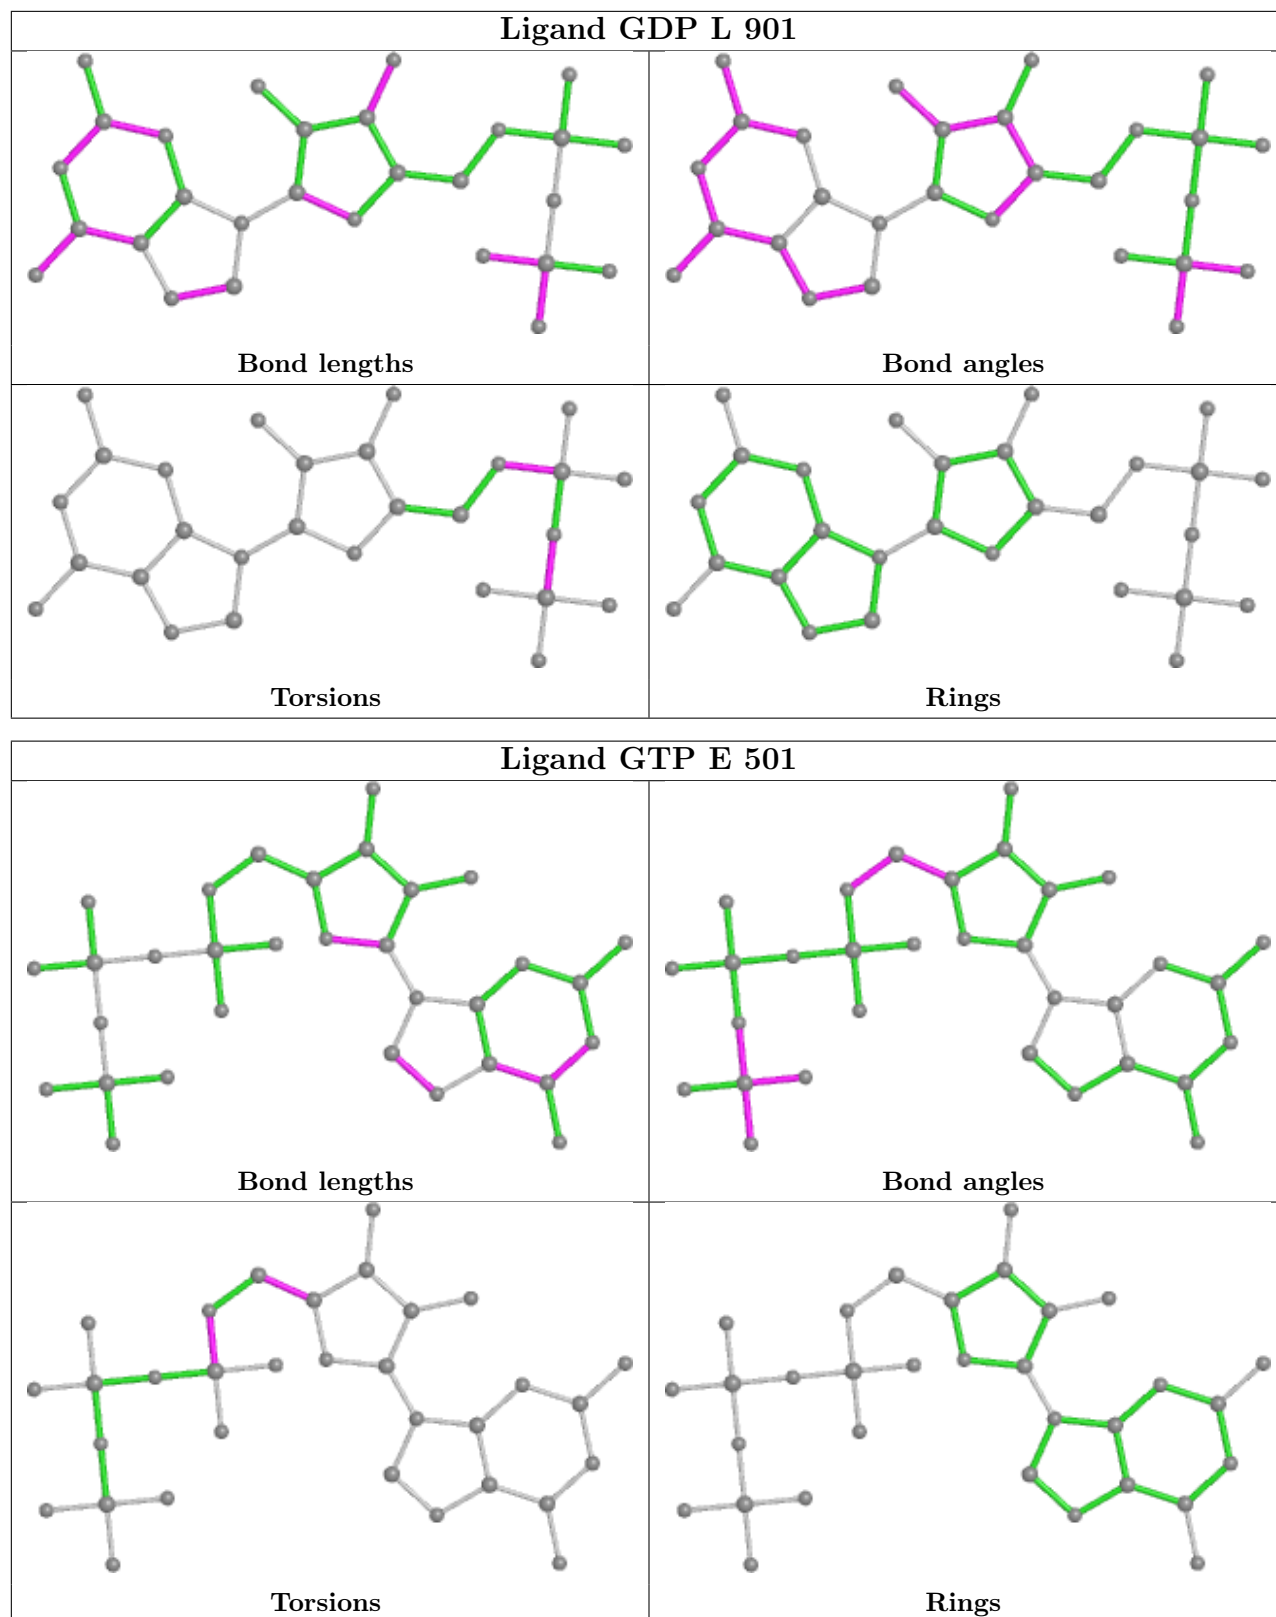 Ligand GDP L 901
Bond lengths
Bond angles
Torsions
Rings
Ligand GTP E 501
Bond lengths
Bond angles
Torsions
Rings